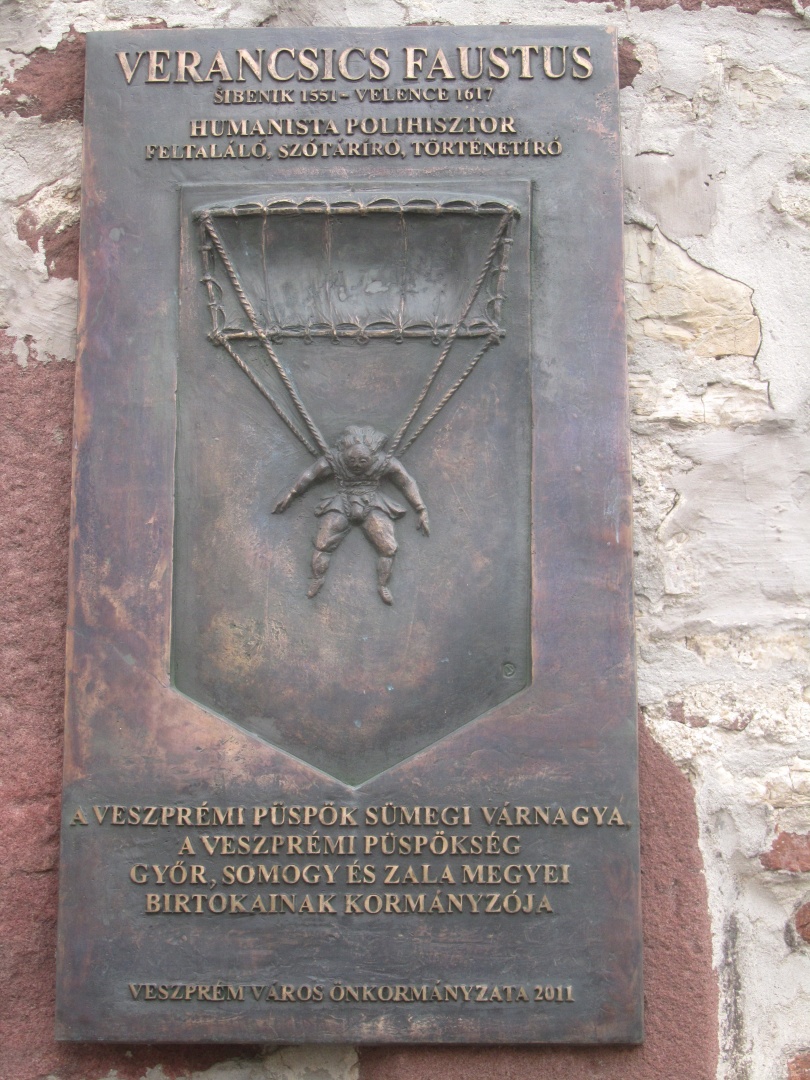 VERANCSICS FAUSTUS
ŠIBENIK 1551 - VELENCE 1617
HUMANISTA POLIHISZTOR
FELTALÁLÓ, SZÓTÁRÍRÓ, TÖRTÉNETÍRÓ
A VESZPRÉMI PÜSPÖK SÜMEGI VÁRNAGYA,
A VESZPRÉMI PÜSPÖKSÉG
GYŐR, SOMOGY ÉS ZALA MEGYEI
BIRTOKAINAK KORMÁNYZÓJA
VESZPRÉM VÁROS ÖNKORMÁNYZATA 2011